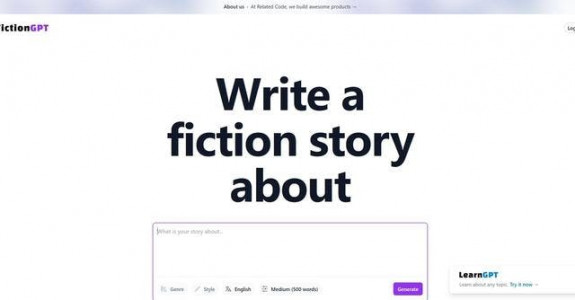 About us · At Related Code, we build awesome products →
FictionGPT
Log
Write a
fiction story
about
What is your story about..
Genre Style English Medium (500 words) Generate
LearnGPT
Learn about any topic. Try it now →